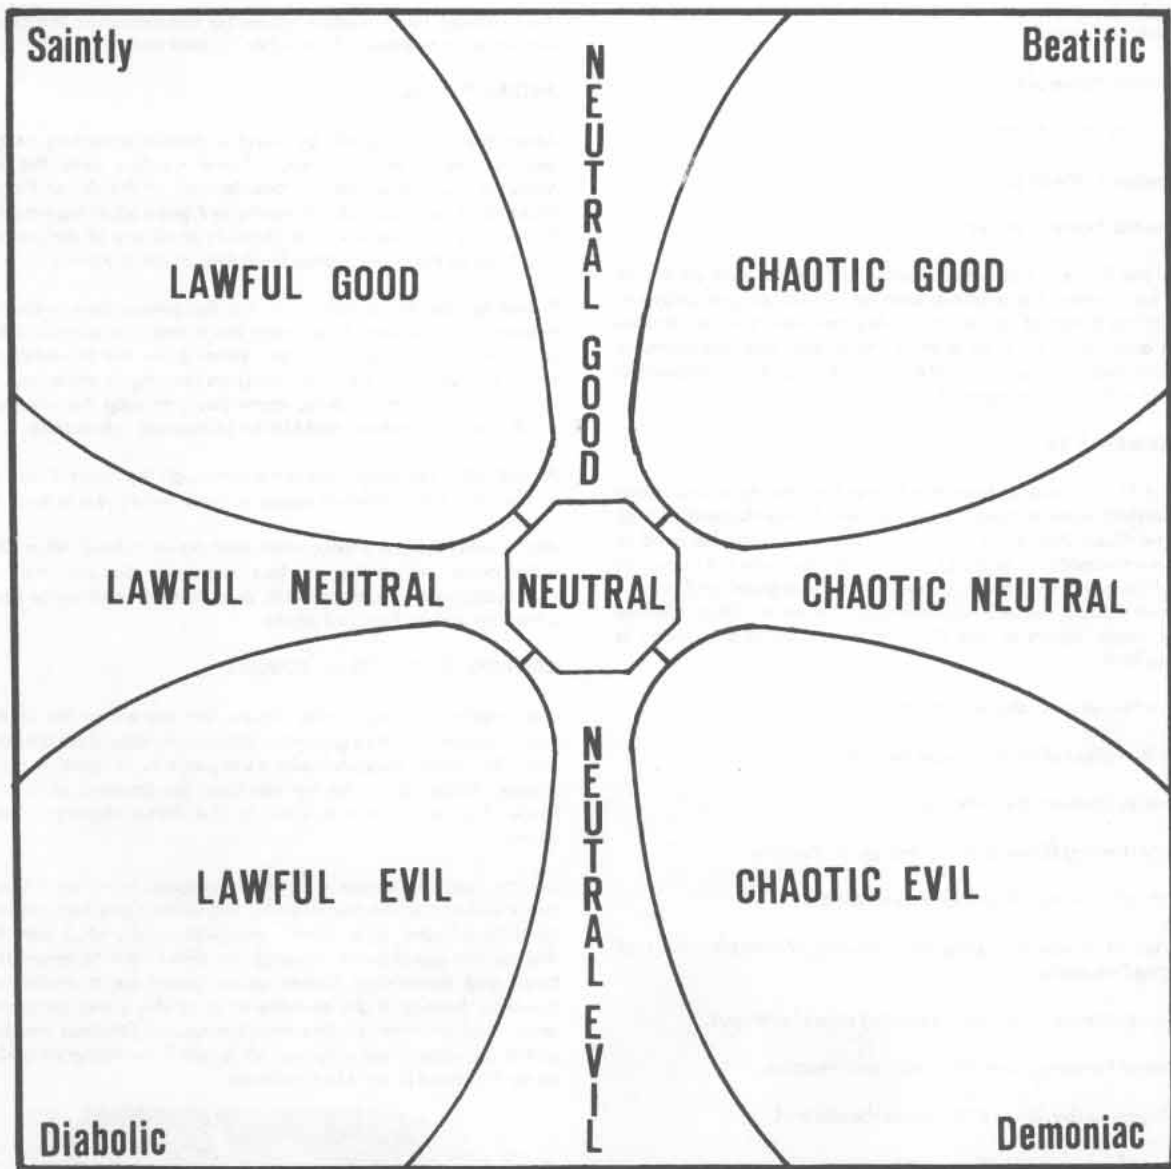 Saintly
Beatific
NEUTRAL GOOD
LAWFUL GOOD
CHAOTIC GOOD
LAWFUL NEUTRAL
NEUTRAL
CHAOTIC NEUTRAL
NEUTRAL EVIL
LAWFUL EVIL
CHAOTIC EVIL
Diabolic
Demoniac